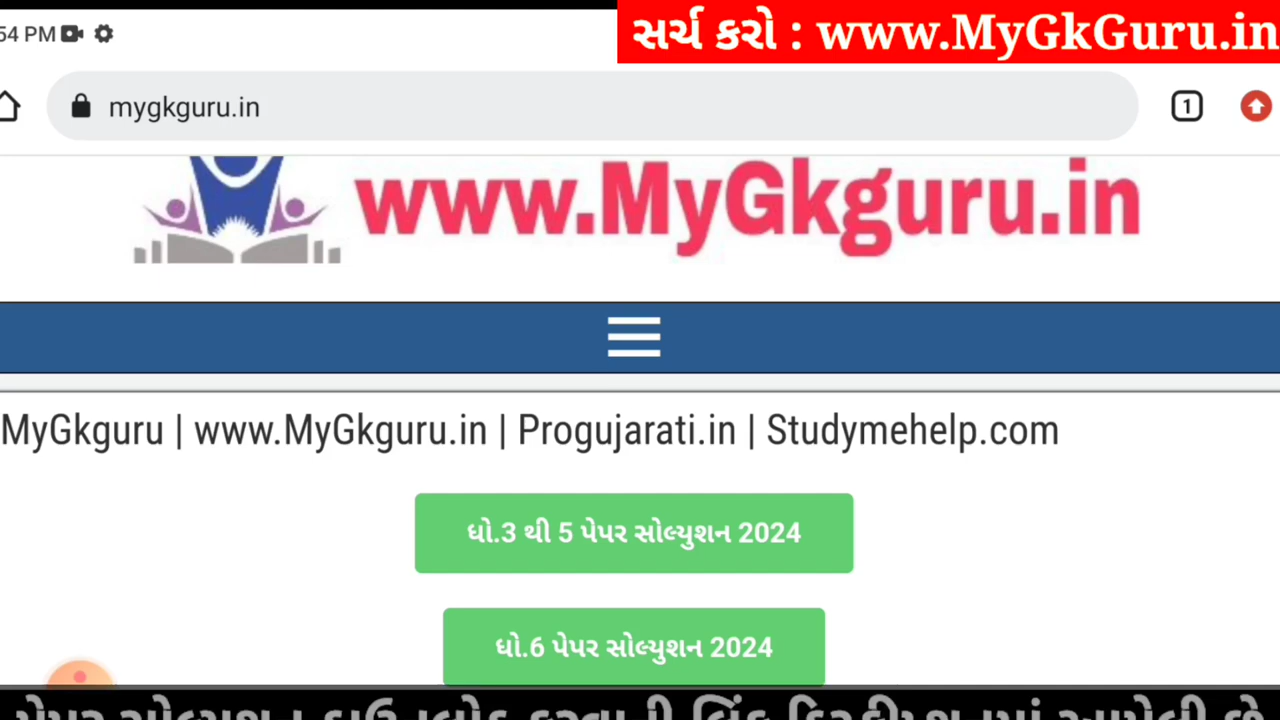 સર્ચ કરો : www.MyGkGuru.in
54 PM
mygkguru.in
1
www.MyGkguru.in
MyGkguru | www.MyGkguru.in | Progujarati.in | Studymehelp.com
ધો.3 થી 5 પેપર સોલ્યુશન 2024
ધો.6 પેપર સોલ્યુશન 2024